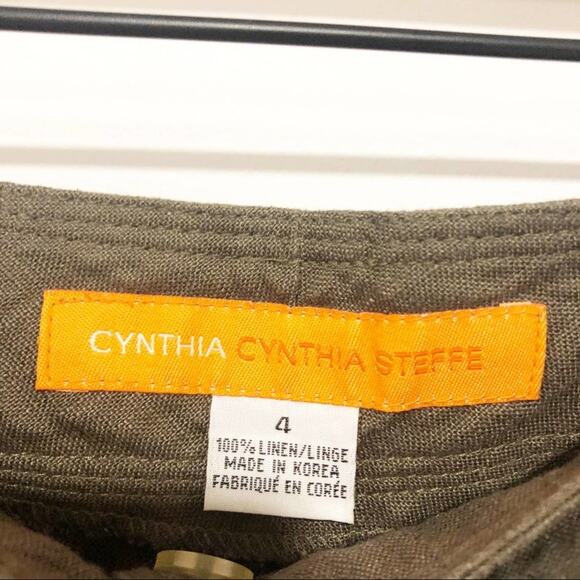 CYNTHIA CYNTHIA STEFFE
4
100% LINEN/LINGE
MADE IN KOREA
FABRIQUÉ EN CORÉE